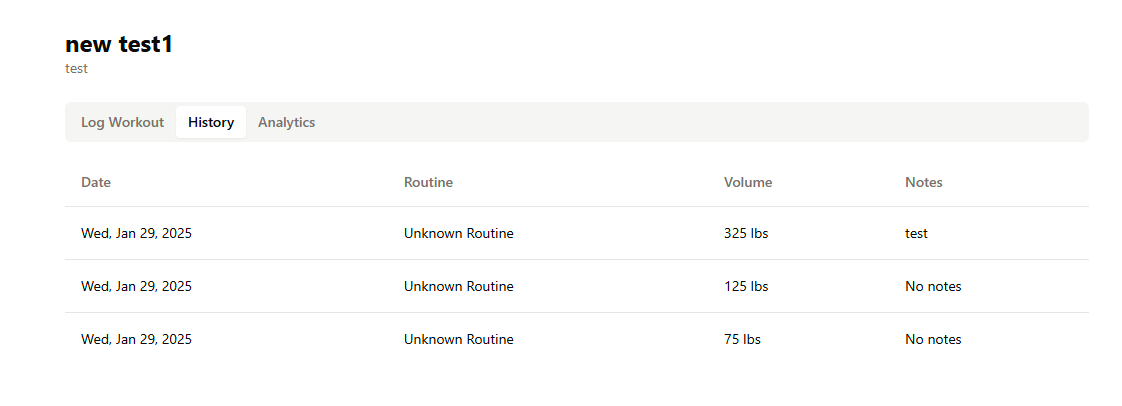 new test1
test
Log Workout History Analytics
Date Routine Volume Notes
Wed, Jan 29, 2025 Unknown Routine 325 lbs test
Wed, Jan 29, 2025 Unknown Routine 125 lbs No notes
Wed, Jan 29, 2025 Unknown Routine 75 lbs No notes